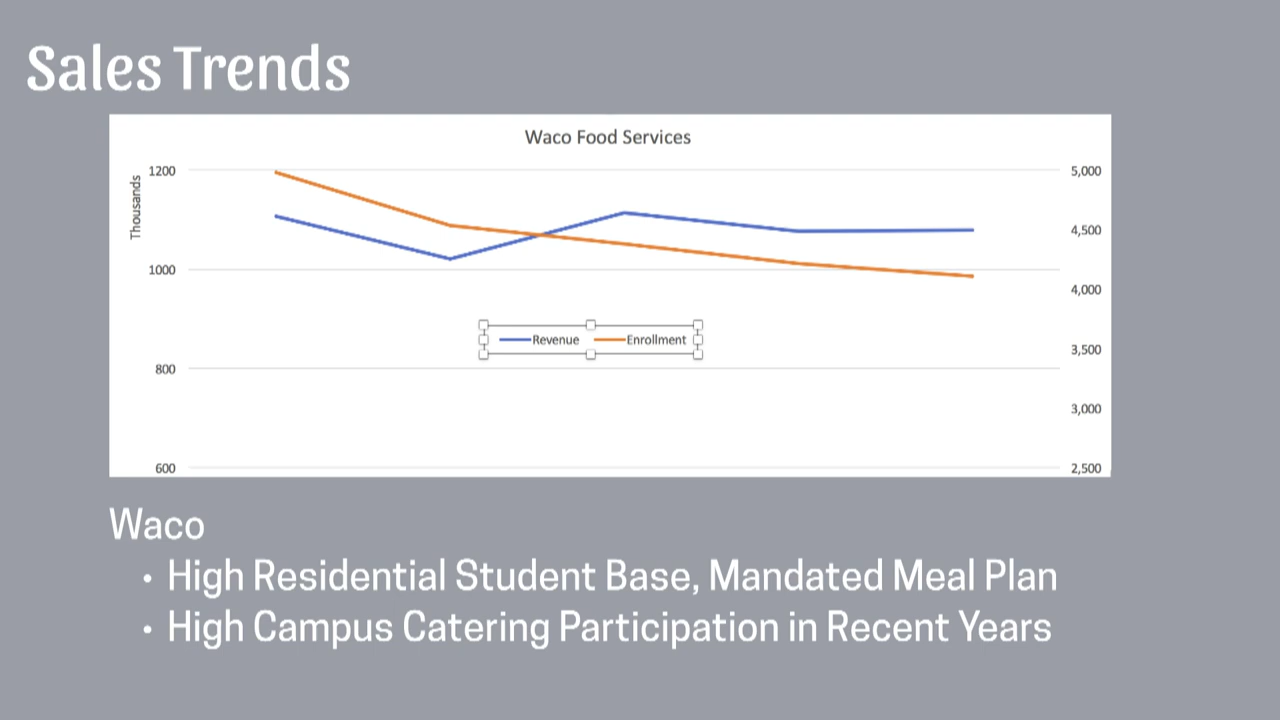 Sales Trends
Waco Food Services
Thousands
1200
1000
800
600
5,000
4,500
4,000
3,500
3,000
2,500
Revenue Enrollment
Waco
• High Residential Student Base, Mandated Meal Plan
• High Campus Catering Participation in Recent Years